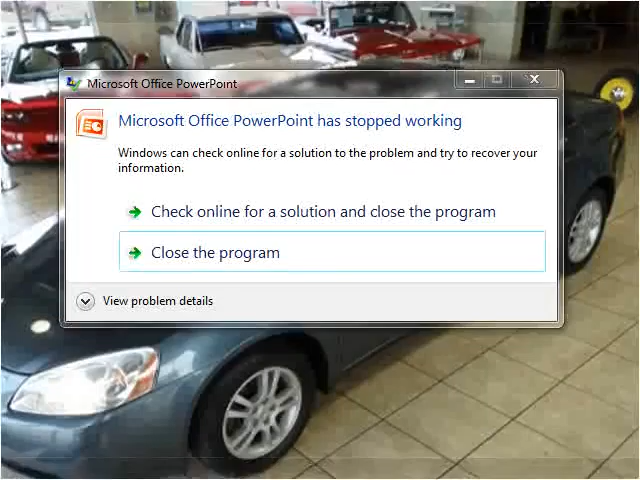 Microsoft Office PowerPoint
Microsoft Office PowerPoint has stopped working
Windows can check online for a solution to the problem and try to recover your
information.
Check online for a solution and close the program
Close the program
View problem details